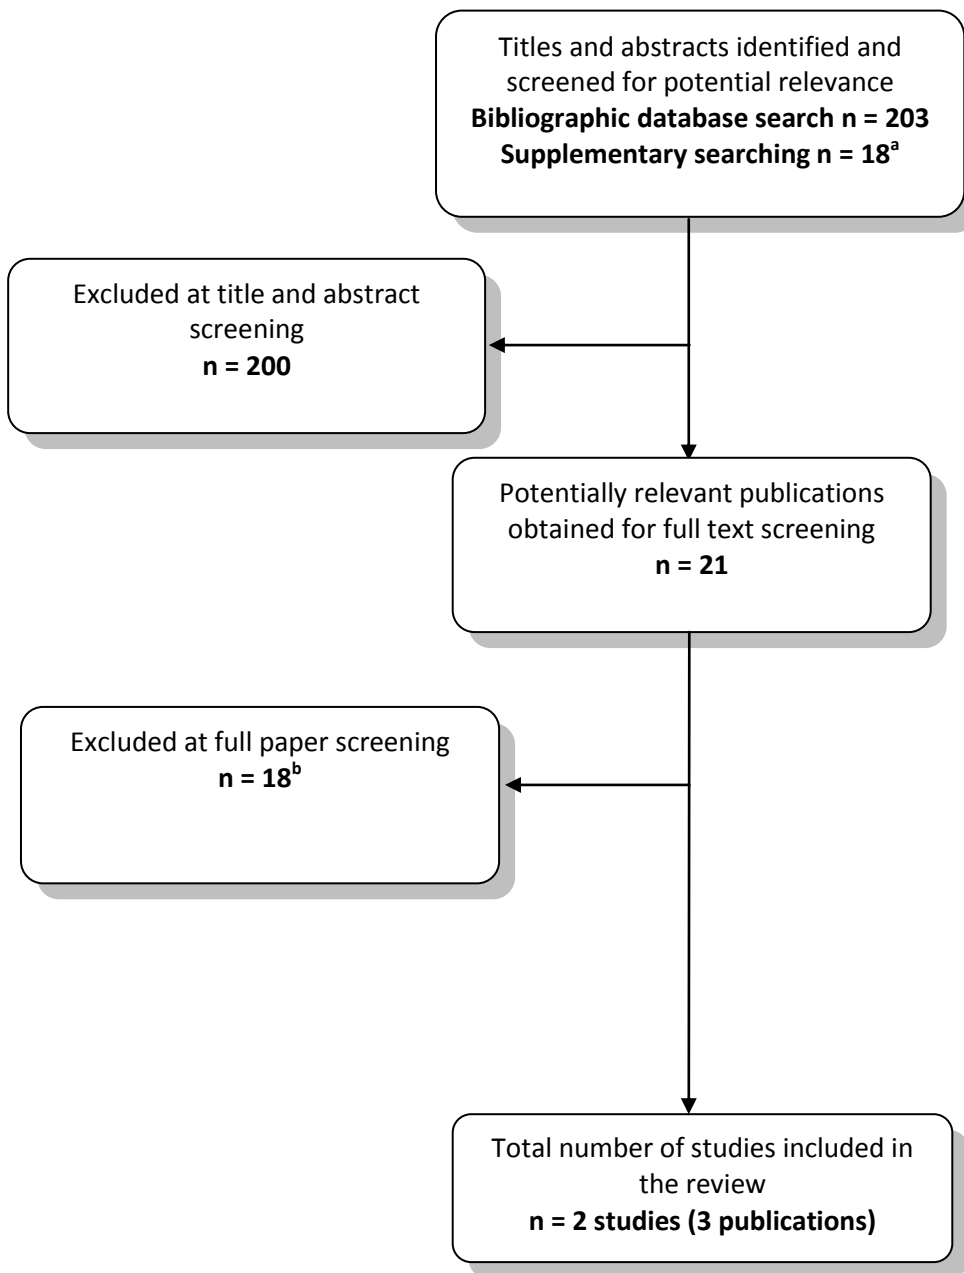 Titles and abstracts identified and
screened for potential relevance
Bibliographic database search n = 203
Supplementary searching n = 18ᵃ
Excluded at title and abstract
screening
n = 200
Potentially relevant publications
obtained for full text screening
n = 21
Excluded at full paper screening
n = 18ᵇ
Total number of studies included in
the review
n = 2 studies (3 publications)